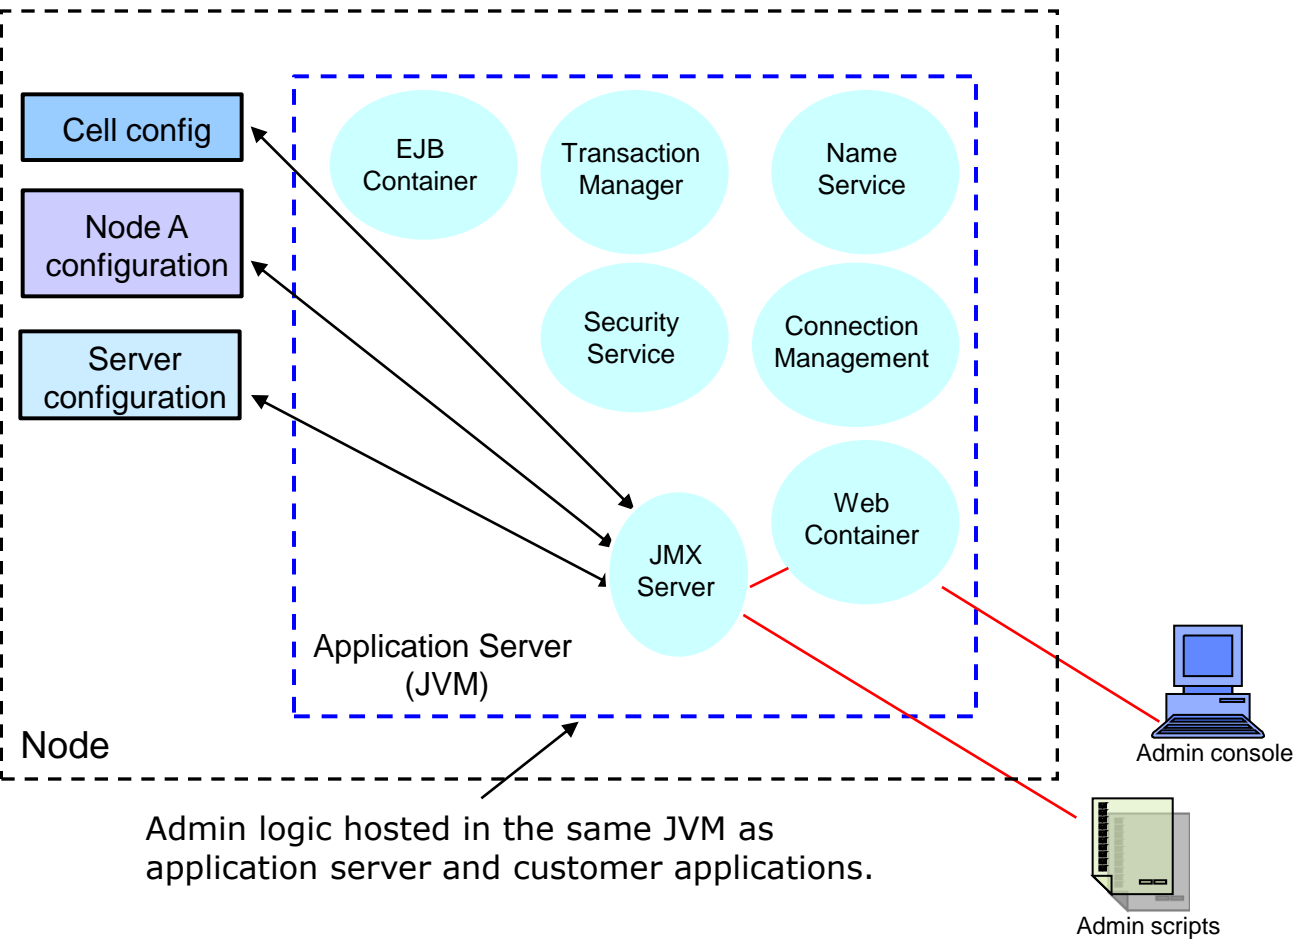 Cell config
Node A
configuration
Server
configuration
EJB
Container
Transaction
Manager
Name
Service
Security
Service
Connection
Management
Web
Container
JMX
Server
Application Server
(JVM)
Node
Admin console
Admin logic hosted in the same JVM as
application server and customer applications.
Admin scripts